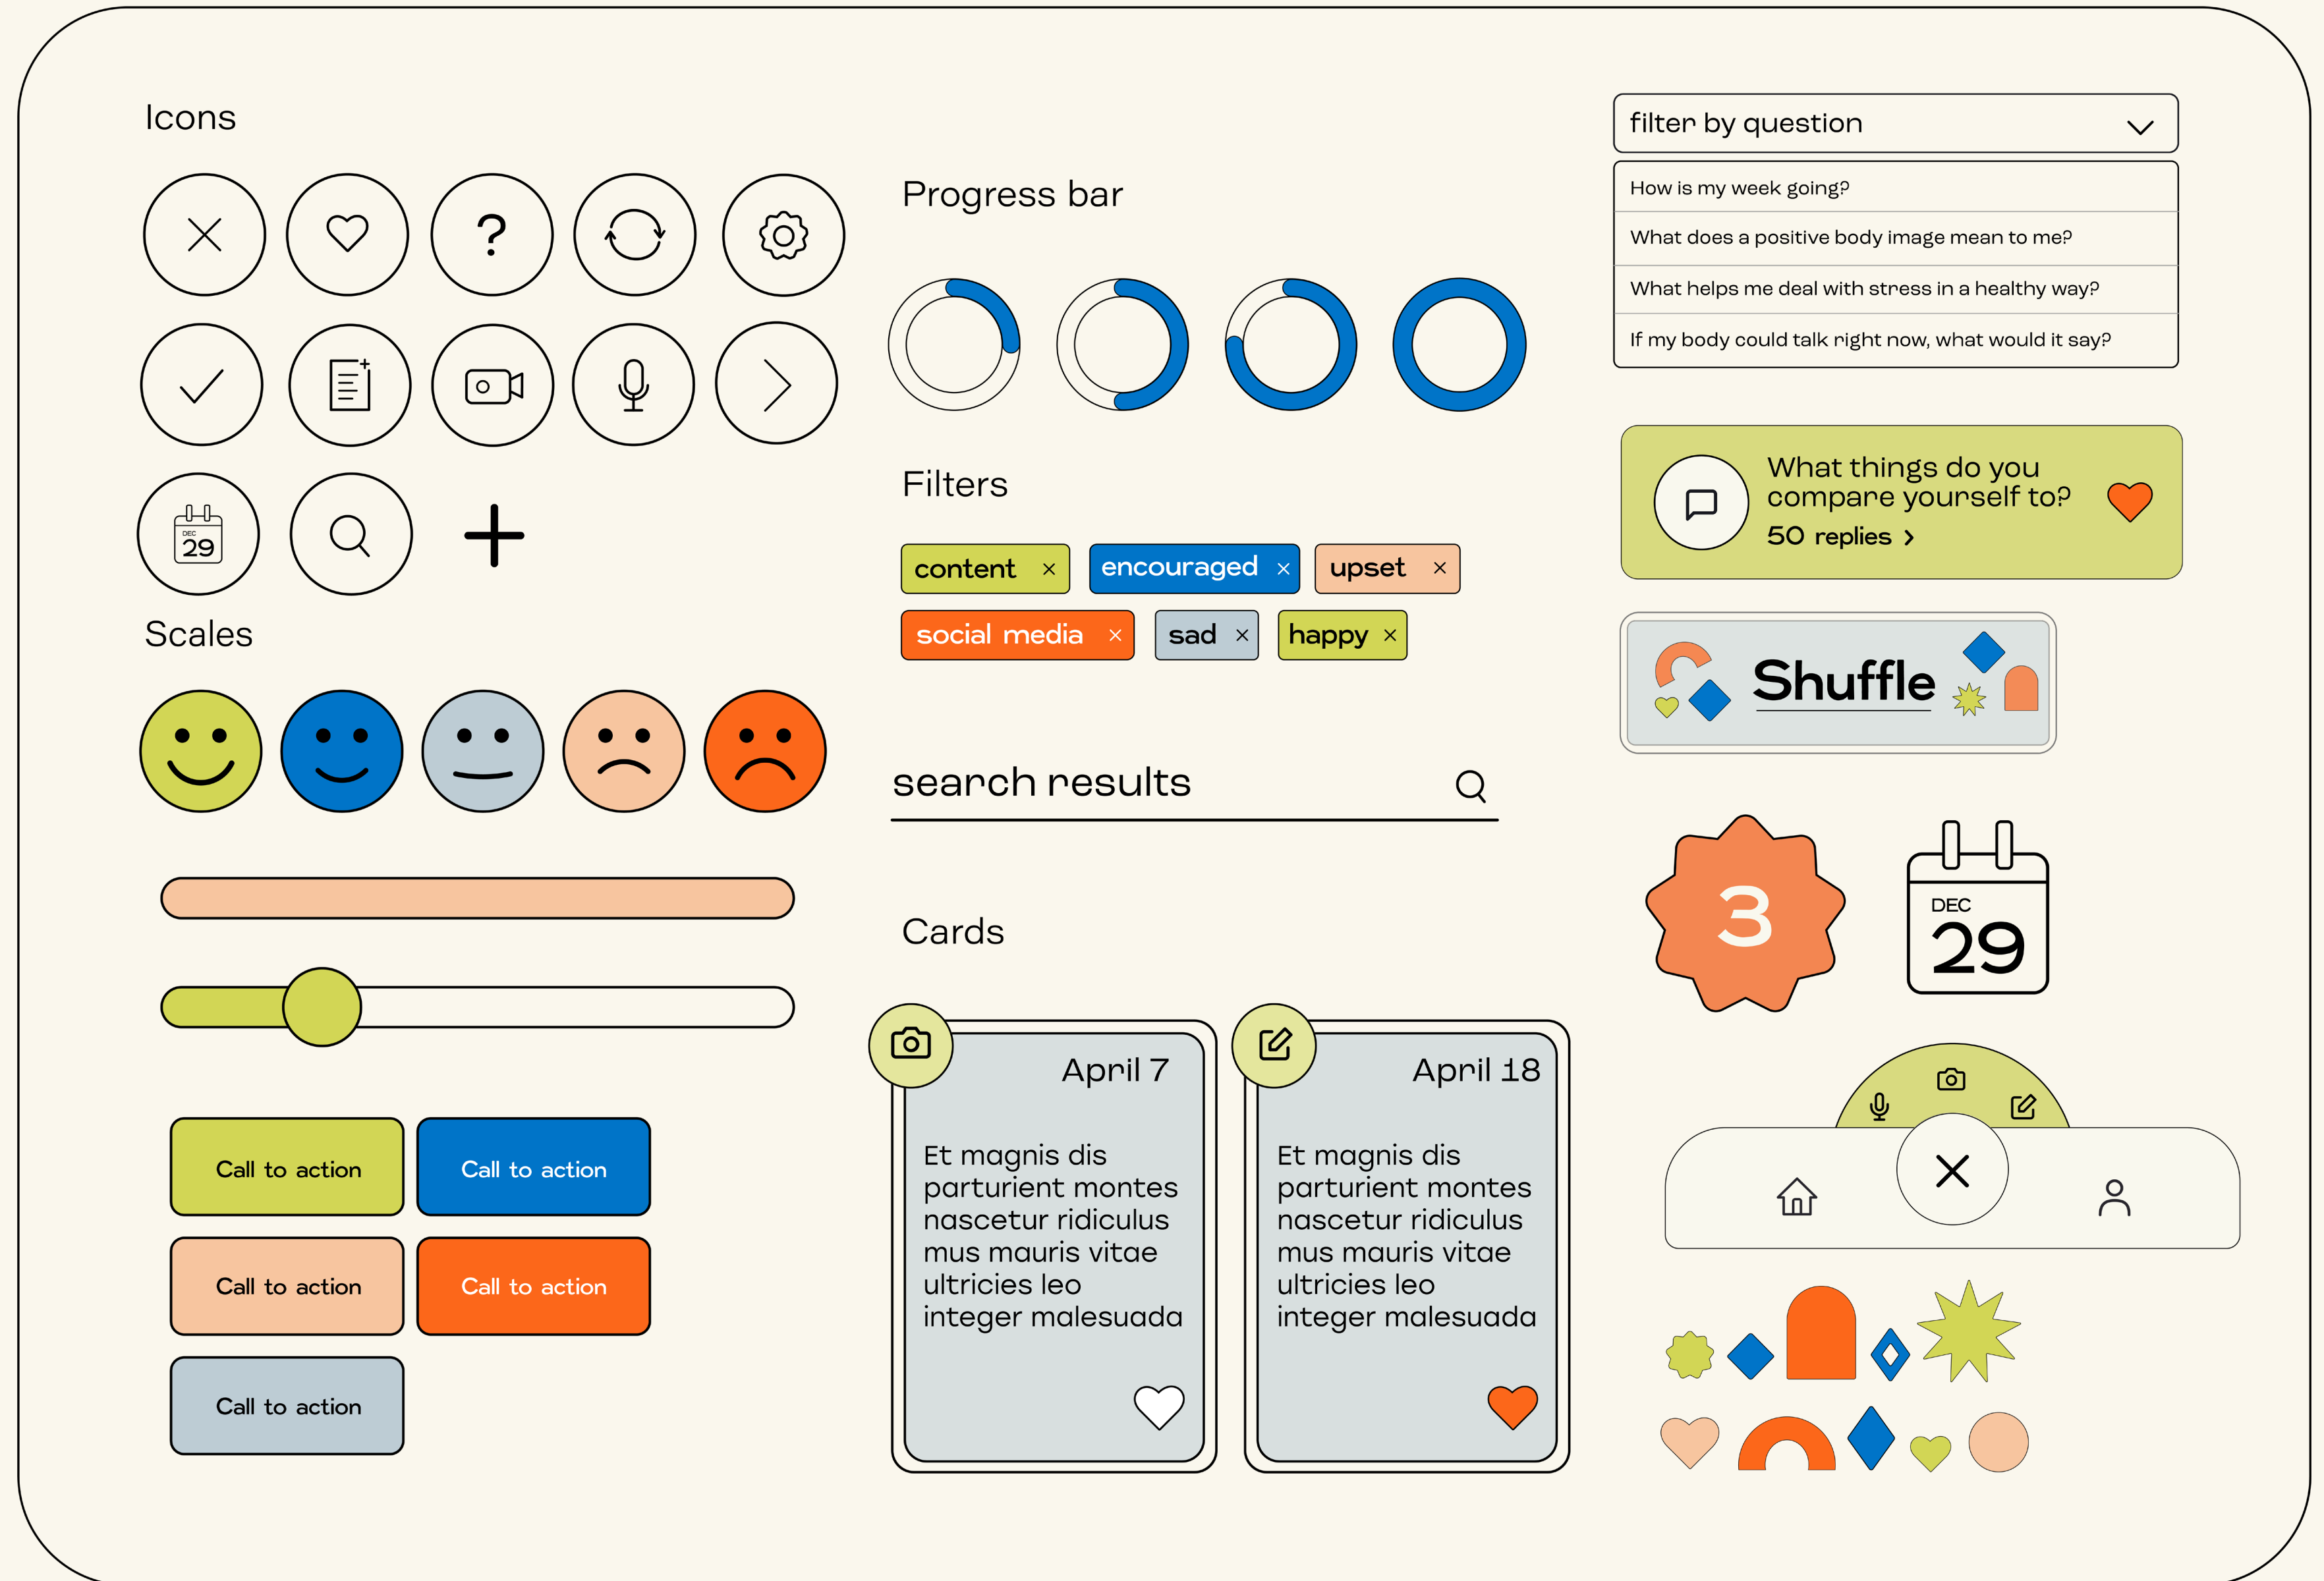 Icons
?
DEC
29
Scales
Call to action
Call to action
Call to action
Call to action
Call to action
Progress bar
Filters
content ×
encouraged ×
upset ×
social media ×
sad ×
happy ×
search results
Cards
April 7
Et magnis dis
parturient montes
nascetur ridiculus
mus mauris vitae
ultricies leo
integer malesuada
April 18
Et magnis dis
parturient montes
nascetur ridiculus
mus mauris vitae
ultricies leo
integer malesuada
filter by question
How is my week going?
What does a positive body image mean to me?
What helps me deal with stress in a healthy way?
If my body could talk right now, what would it say?
What things do you
compare yourself to?
50 replies >
Shuffle
3
DEC
29